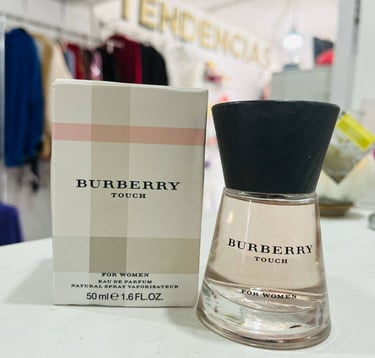 TENDENCIAS
BURBERRY
TOUCH
FOR WOMEN
EAU DE PARFUM
NATURAL SPRAY VAPORISATEUR
50 ml ℮ 1.6 FL.OZ.
BURBERRY
TOUCH
FOR WOMEN